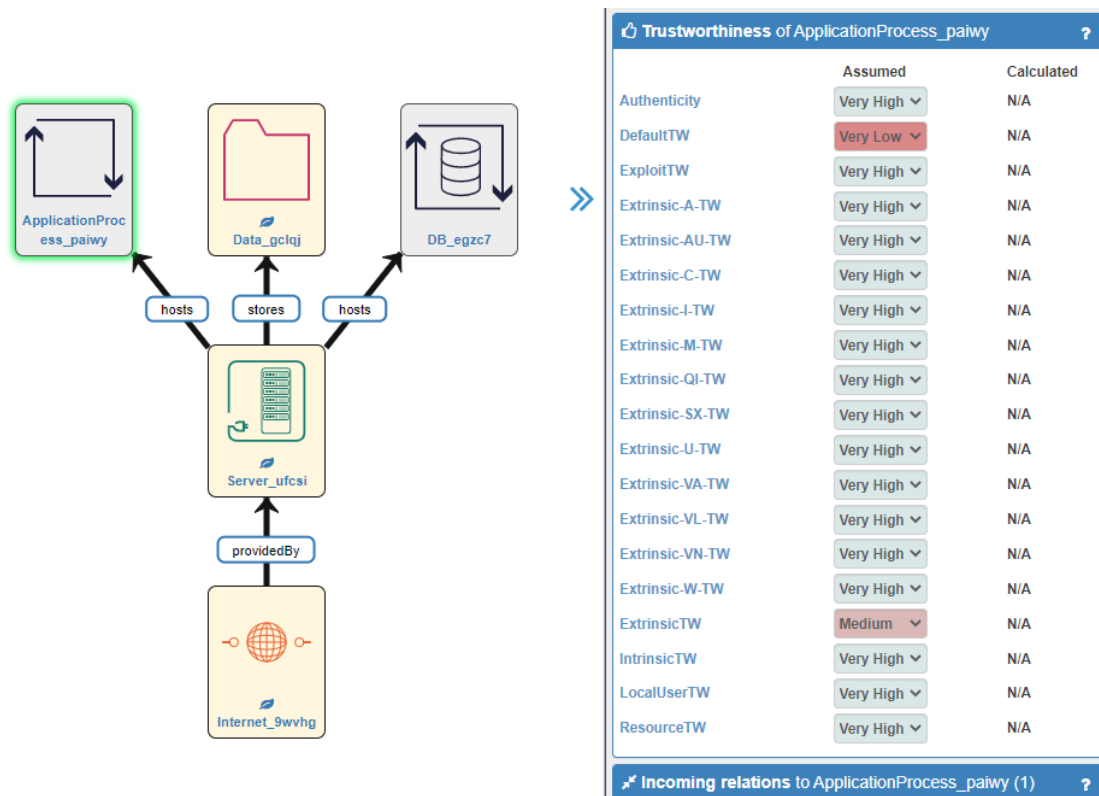 ApplicationProc
ess_paiwy
Data_gclqj
DB_egzc7
hosts
stores
hosts
Server_ufcsi
providedBy
Internet_9wvhg
Trustworthiness of ApplicationProcess_paiwy ?
Assumed Calculated
Authenticity Very High N/A
DefaultTW Very Low N/A
ExploitTW Very High N/A
Extrinsic-A-TW Very High N/A
Extrinsic-AU-TW Very High N/A
Extrinsic-C-TW Very High N/A
Extrinsic-I-TW Very High N/A
Extrinsic-M-TW Very High N/A
Extrinsic-QI-TW Very High N/A
Extrinsic-SX-TW Very High N/A
Extrinsic-U-TW Very High N/A
Extrinsic-VA-TW Very High N/A
Extrinsic-VL-TW Very High N/A
Extrinsic-VN-TW Very High N/A
Extrinsic-W-TW Very High N/A
ExtrinsicTW Medium N/A
IntrinsicTW Very High N/A
LocalUserTW Very High N/A
ResourceTW Very High N/A
Incoming relations to ApplicationProcess_paiwy (1) ?